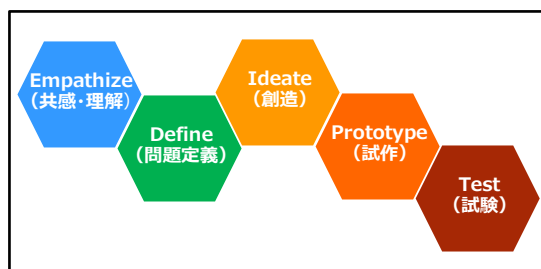 Empathize
（共感・理解）
Define
（問題定義）
Ideate
（創造）
Prototype
（試作）
Test
（試験）